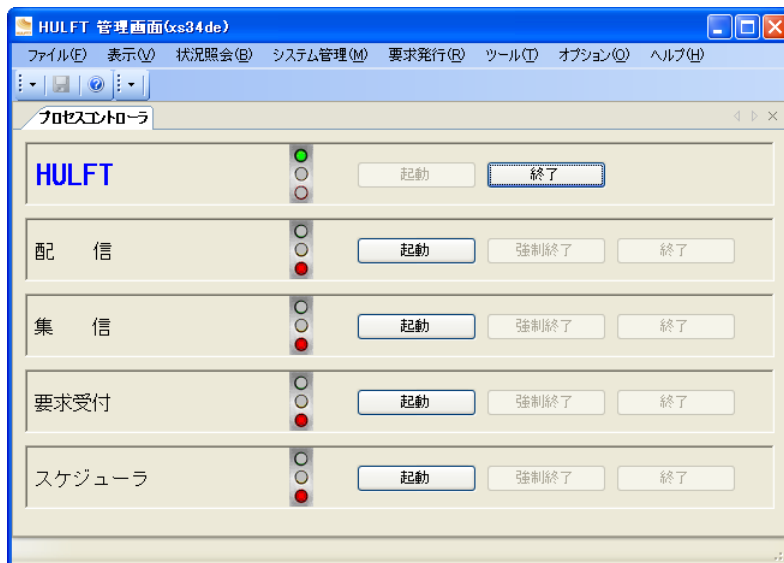 HULFT 管理画面(xs34de)
ファイル(F) 表示(V) 状況照会(B) システム管理(M) 要求発行(R) ツール(T) オプション(O) ヘルプ(H)
プロセスコントローラ
HULFT 起動 終了
配 信 起動 強制終了 終了
集 信 起動 強制終了 終了
要求受付 起動 強制終了 終了
スケジューラ 起動 強制終了 終了